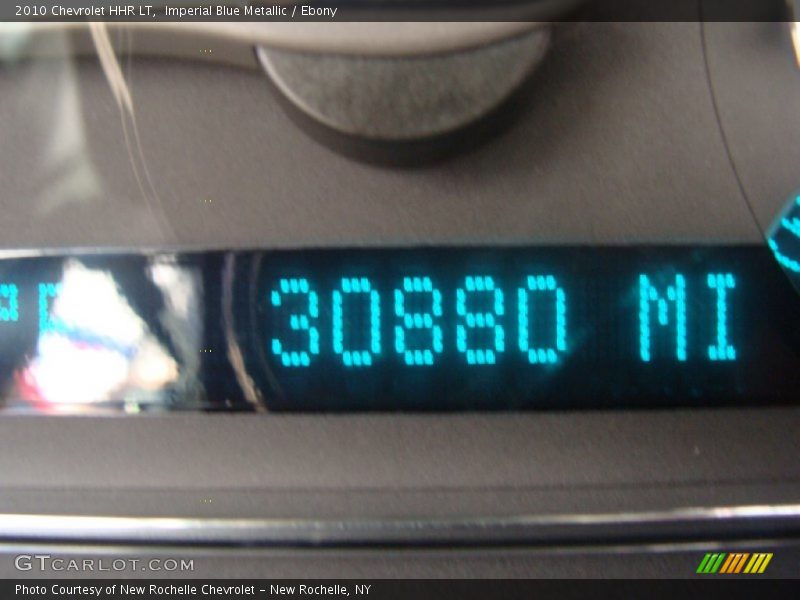 2010 Chevrolet HHR LT,  Imperial Blue Metallic / Ebony
30880 MI
GTCARLOT.COM
Photo Courtesy of New Rochelle Chevrolet – New Rochelle, NY